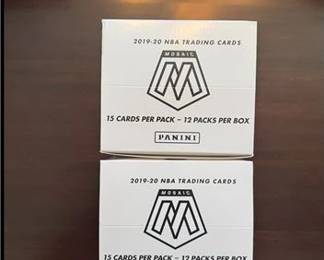 2019-20 NBA TRADING CARDS
MOSAIC
M
15 CARDS PER PACK – 12 PACKS PER BOX
PANINI
2019-20 NBA TRADING CARDS
MOSAIC
M
15 CARDS PER PACK – 12 PACKS PER BOX